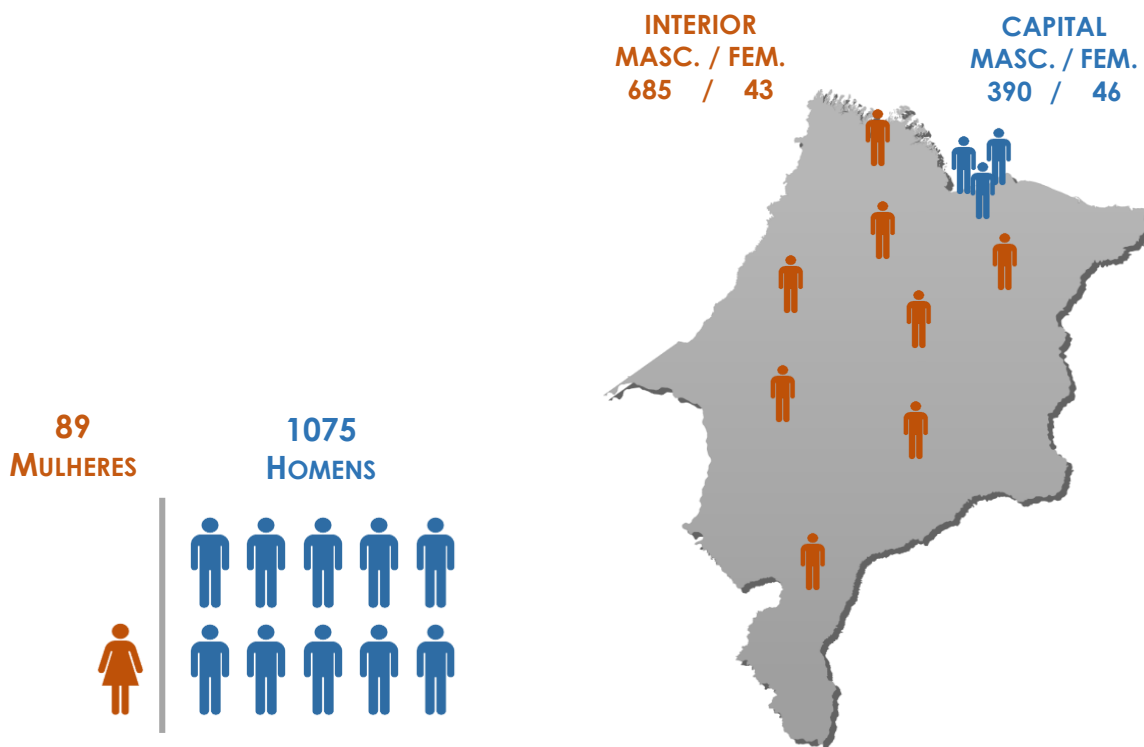 INTERIOR
MASC. / FEM.
685 / 43
CAPITAL
MASC. / FEM.
390 / 46
89
MULHERES
1075
HOMENS